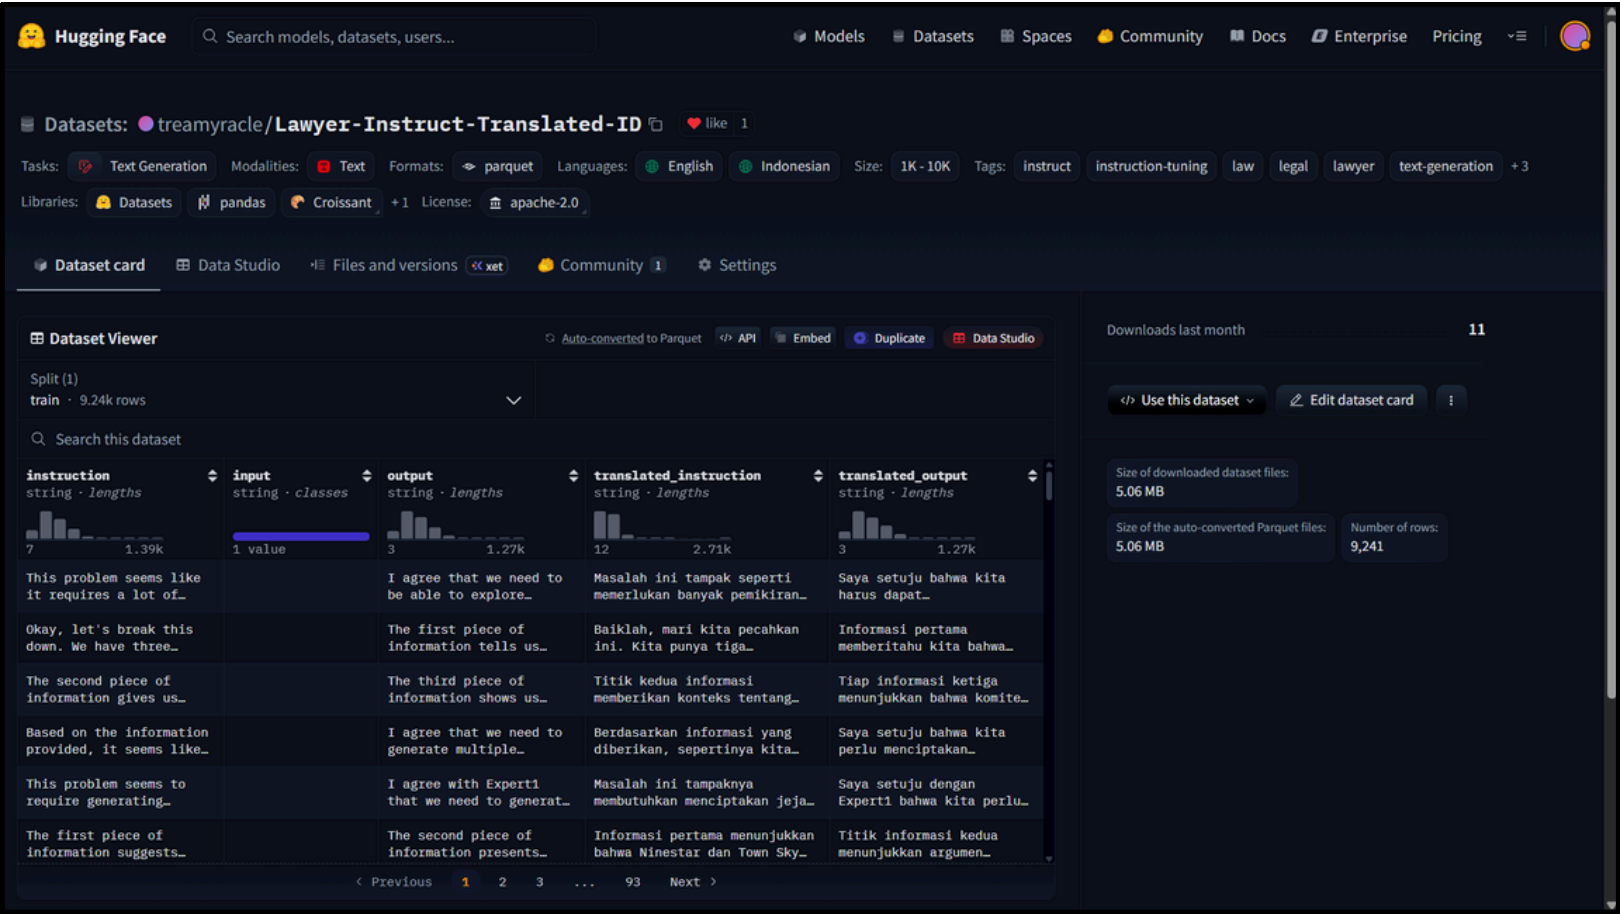 Hugging Face
Search models, datasets, users...
Models
Datasets
Spaces
Community
Docs
Enterprise
Pricing
Datasets: treamyracle/Lawyer-Instruct-Translated-ID
like 1
Tasks: Text Generation Modalities: Text Formats: parquet Languages: English Indonesian Size: 1K - 10K Tags: instruct instruction-tuning law legal lawyer text-generation + 3
Libraries: Datasets pandas Croissant + 1 License: apache-2.0
Dataset card
Data Studio
Files and versions xet
Community 1
Settings
Dataset Viewer
Auto-converted to Parquet
</> API
Embed
Duplicate
Data Studio
Split (1)
train · 9.24k rows
Search this dataset
instruction
string · lengths
7 1.39k
input
string · classes
1 value
output
string · lengths
3 1.27k
translated_instruction
string · lengths
12 2.71k
translated_output
string · lengths
3 1.27k
This problem seems like
it requires a lot of…
I agree that we need to
be able to explore…
Masalah ini tampak seperti
memerlukan banyak pemikiran…
Saya setuju bahwa kita
harus dapat…
Okay, let's break this
down. We have three…
The first piece of
information tells us…
Baiklah, mari kita pecahkan
ini. Kita punya tiga…
Informasi pertama
memberitahu kita bahwa…
The second piece of
information gives us…
The third piece of
information shows us…
Titik kedua informasi
memberikan konteks tentang…
Tiap informasi ketiga
menunjukkan bahwa komite…
Based on the information
provided, it seems like…
I agree that we need to
generate multiple…
Berdasarkan informasi yang
diberikan, sepertinya kita…
Saya setuju bahwa kita
perlu menciptakan…
This problem seems to
require generating…
I agree with Expert1
that we need to generat…
Masalah ini tampaknya
membutuhkan menciptakan jeja…
Saya setuju dengan
Expert1 bahwa kita perlu…
The first piece of
information suggests…
The second piece of
information presents…
Informasi pertama menunjukkan
bahwa Ninestar dan Town Sky…
Titik informasi kedua
menunjukkan argumen…
< Previous 1 2 3 ... 93 Next >
Downloads last month
11
</> Use this dataset
Edit dataset card
Size of downloaded dataset files:
5.06 MB
Size of the auto-converted Parquet files:
5.06 MB
Number of rows:
9,241